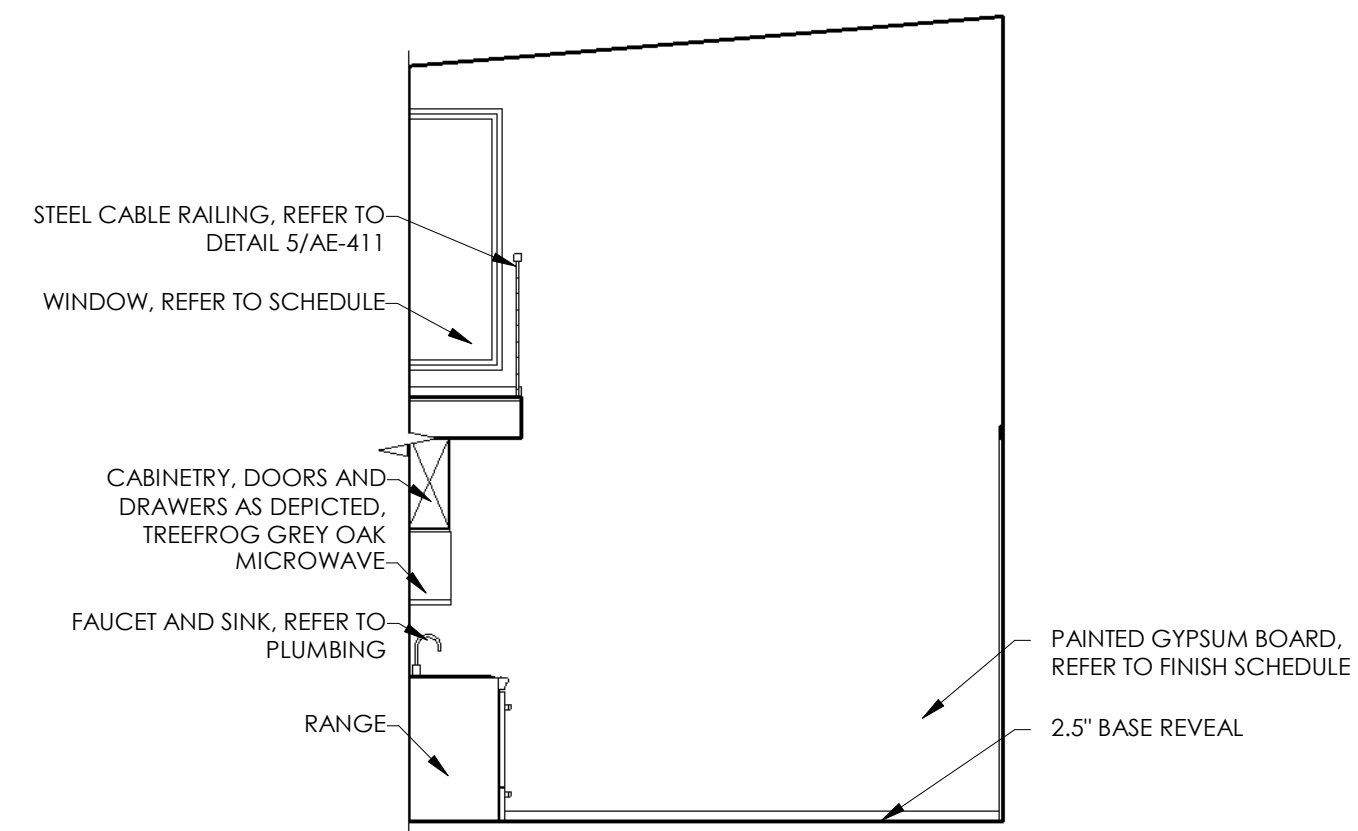 STEEL CABLE RAILING, REFER TO
DETAIL 5/AE-411
WINDOW, REFER TO SCHEDULE
CABINETRY, DOORS AND
DRAWERS AS DEPICTED,
TREEFROG GREY OAK
MICROWAVE
FAUCET AND SINK, REFER TO
PLUMBING
RANGE
PAINTED GYPSUM BOARD,
REFER TO FINISH SCHEDULE
2.5" BASE REVEAL